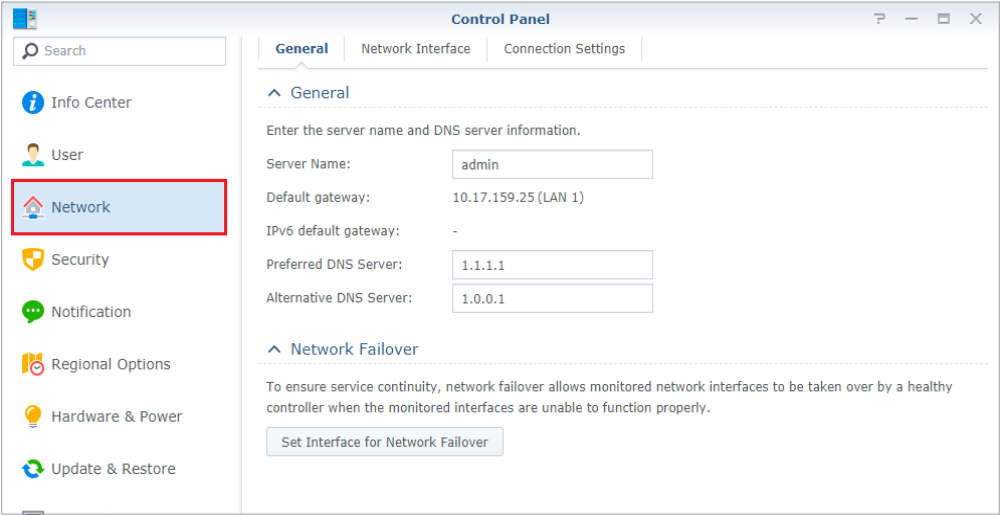 Control Panel
Search
Info Center
User
Network
Security
Notification
Regional Options
Hardware & Power
Update & Restore
General
Network Interface
Connection Settings
General
Enter the server name and DNS server information.
Server Name: admin
Default gateway: 10.17.159.25 (LAN 1)
IPv6 default gateway: -
Preferred DNS Server: 1.1.1.1
Alternative DNS Server: 1.0.0.1
Network Failover
To ensure service continuity, network failover allows monitored network interfaces to be taken over by a healthy
controller when the monitored interfaces are unable to function properly.
Set Interface for Network Failover